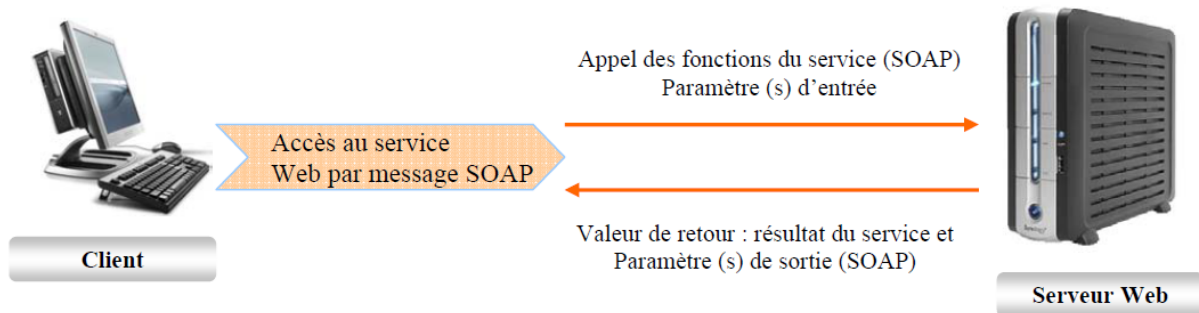 Appel des fonctions du service (SOAP)
Paramètre (s) d’entrée
Accès au service
Web par message SOAP
Valeur de retour : résultat du service et
Paramètre (s) de sortie (SOAP)
Client
Serveur Web